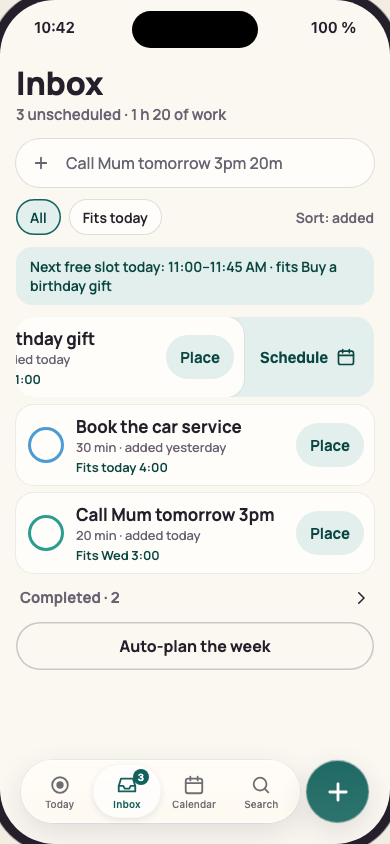 10:42
100 %
Inbox
3 unscheduled · 1 h 20 of work
+ Call Mum tomorrow 3pm 20m
All
Fits today
Sort: added
Next free slot today: 11:00–11:45 AM · fits Buy a
birthday gift
thday gift
led today
1:00
Place
Schedule
Book the car service
30 min · added yesterday
Fits today 4:00
Place
Call Mum tomorrow 3pm
20 min · added today
Fits Wed 3:00
Place
Completed · 2
Auto-plan the week
3
Today
Inbox
Calendar
Search